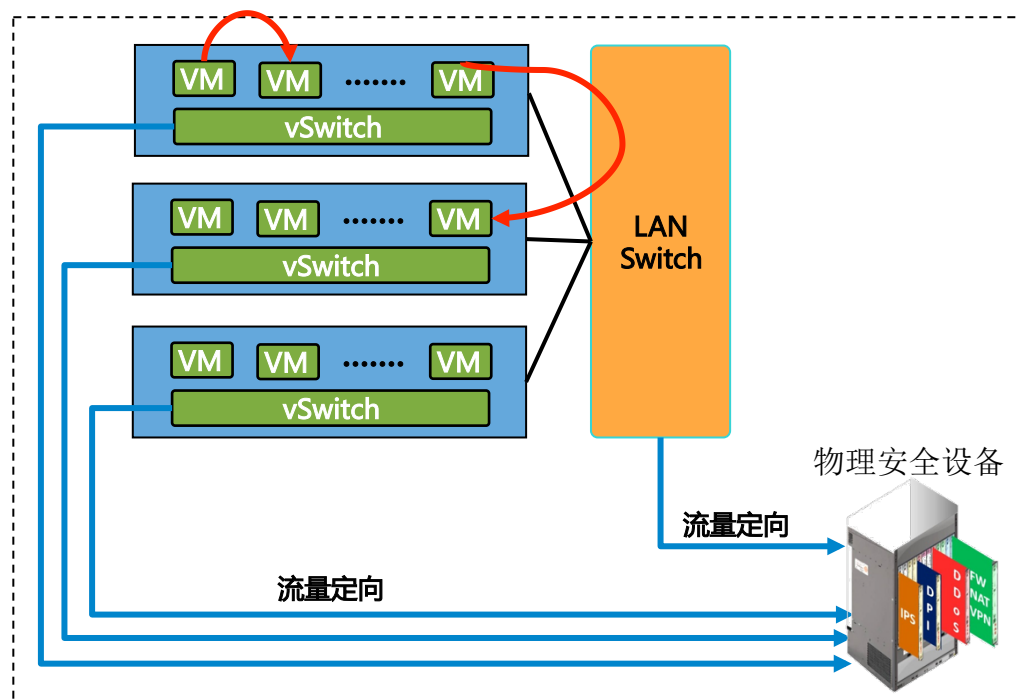 VM VM ······· VM
vSwitch
VM VM ······· VM
vSwitch
VM VM ······· VM
vSwitch
LAN
Switch
物理安全设备
流量定向
流量定向
IPS
DPI
DDoS
FW
NAT
VPN